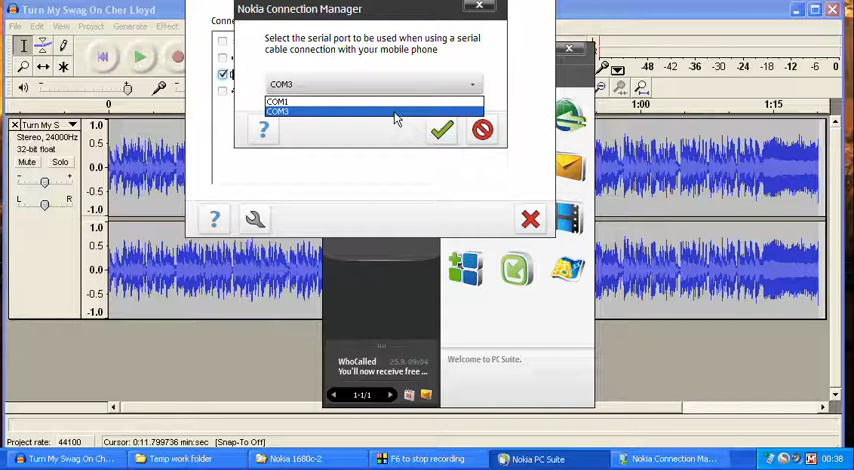 Turn My Swag On Cher Lloyd
Nokia Connection Manager
File Edit View Project Generate Effect
Select the serial port to be used when using a serial
cable connection with your mobile phone
COM3
COM1
COM3
-48 -42 -36 -30 -24 -18 -12 -6 0
0
1:00 1:15
Turn My S
Stereo, 24000Hz
32-bit float
Mute Solo
- +
L R
1.0
0.5
0.0
-0.5
-1.0
1.0
0.5
0.0
-0.5
-1.0
WhoCalled 25.9. 09:04
You'll now receive free ...
1-1/1
Welcome to PC Suite.
Project rate: 44100 Cursor: 0:11.799736 min:sec [Snap-To Off]
Turn My Swag On Ch... Temp work folder Nokia 1680c-2 F6 to stop recording Nokia PC Suite Nokia Connection Ma... 00:38